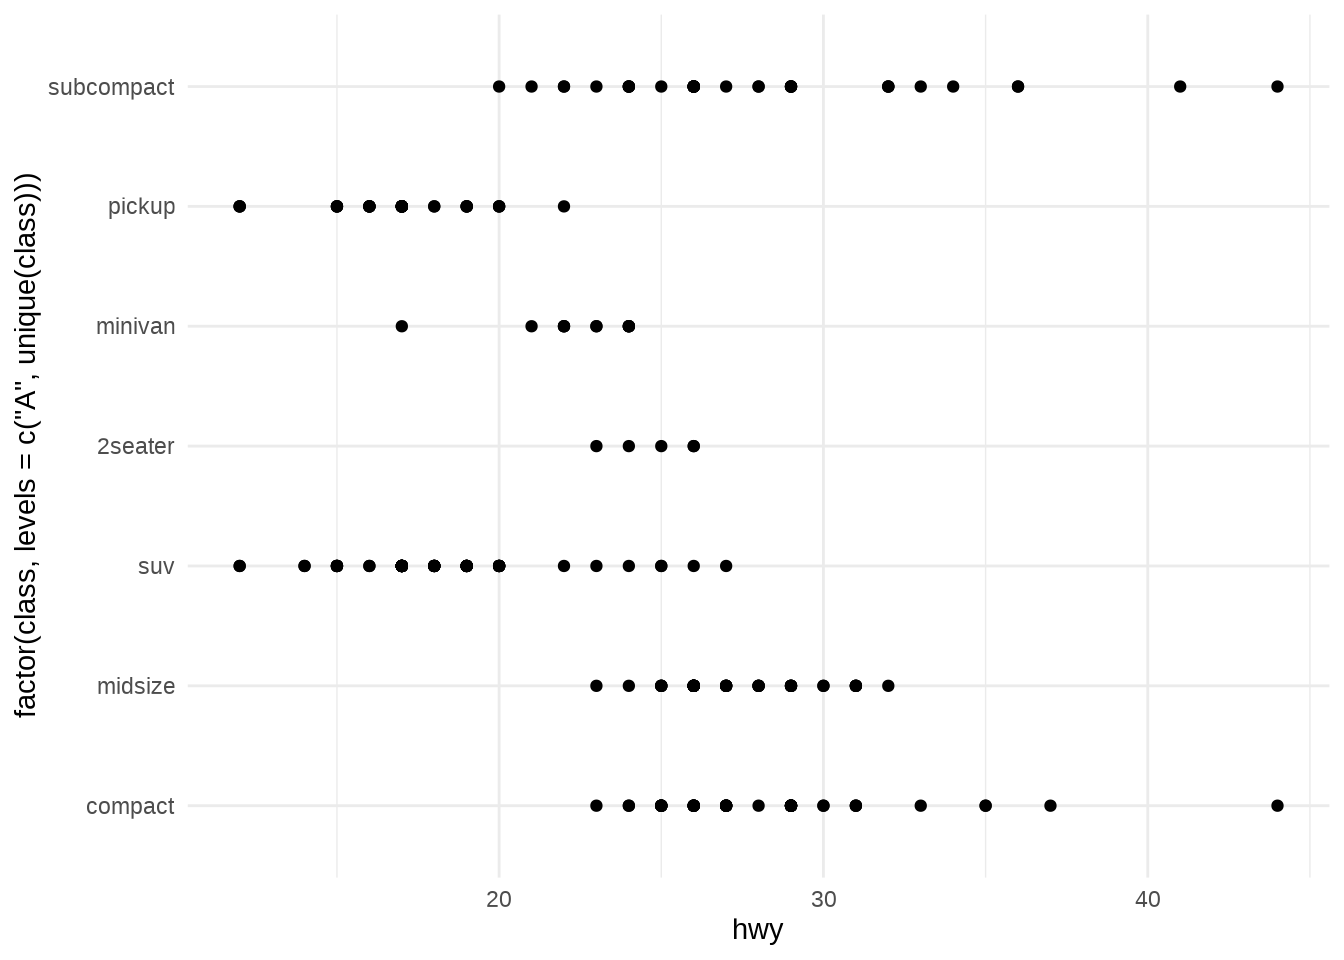 subcompact
pickup
minivan
2seater
suv
midsize
compact
factor(class, levels = c("A", unique(class)))
20 30 40
hwy